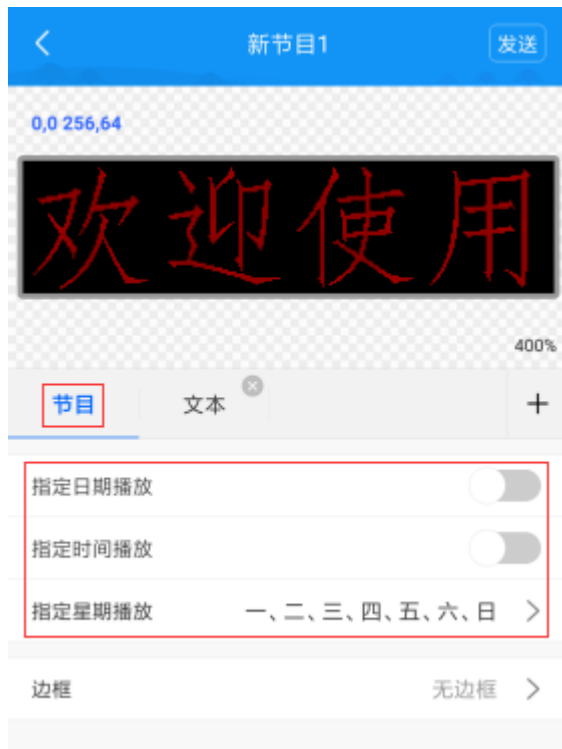 新节目1 发送
0,0 256,64
欢迎使用
400%
节目 文本 +
指定日期播放
指定时间播放
指定星期播放 一、二、三、四、五、六、日
边框 无边框